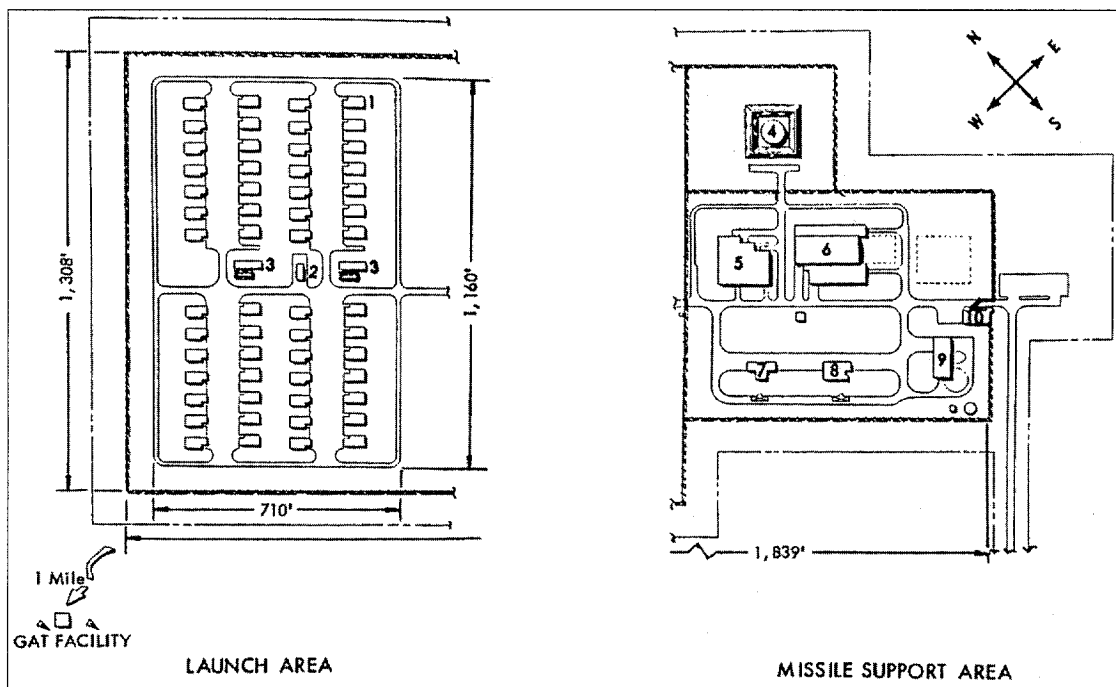 N
E
W
S
1
3
2
3
4
5
6
7
8
9
10
1,308'
1,160'
710'
1,839'
1 Mile
GAT FACILITY
LAUNCH AREA
MISSILE SUPPORT AREA